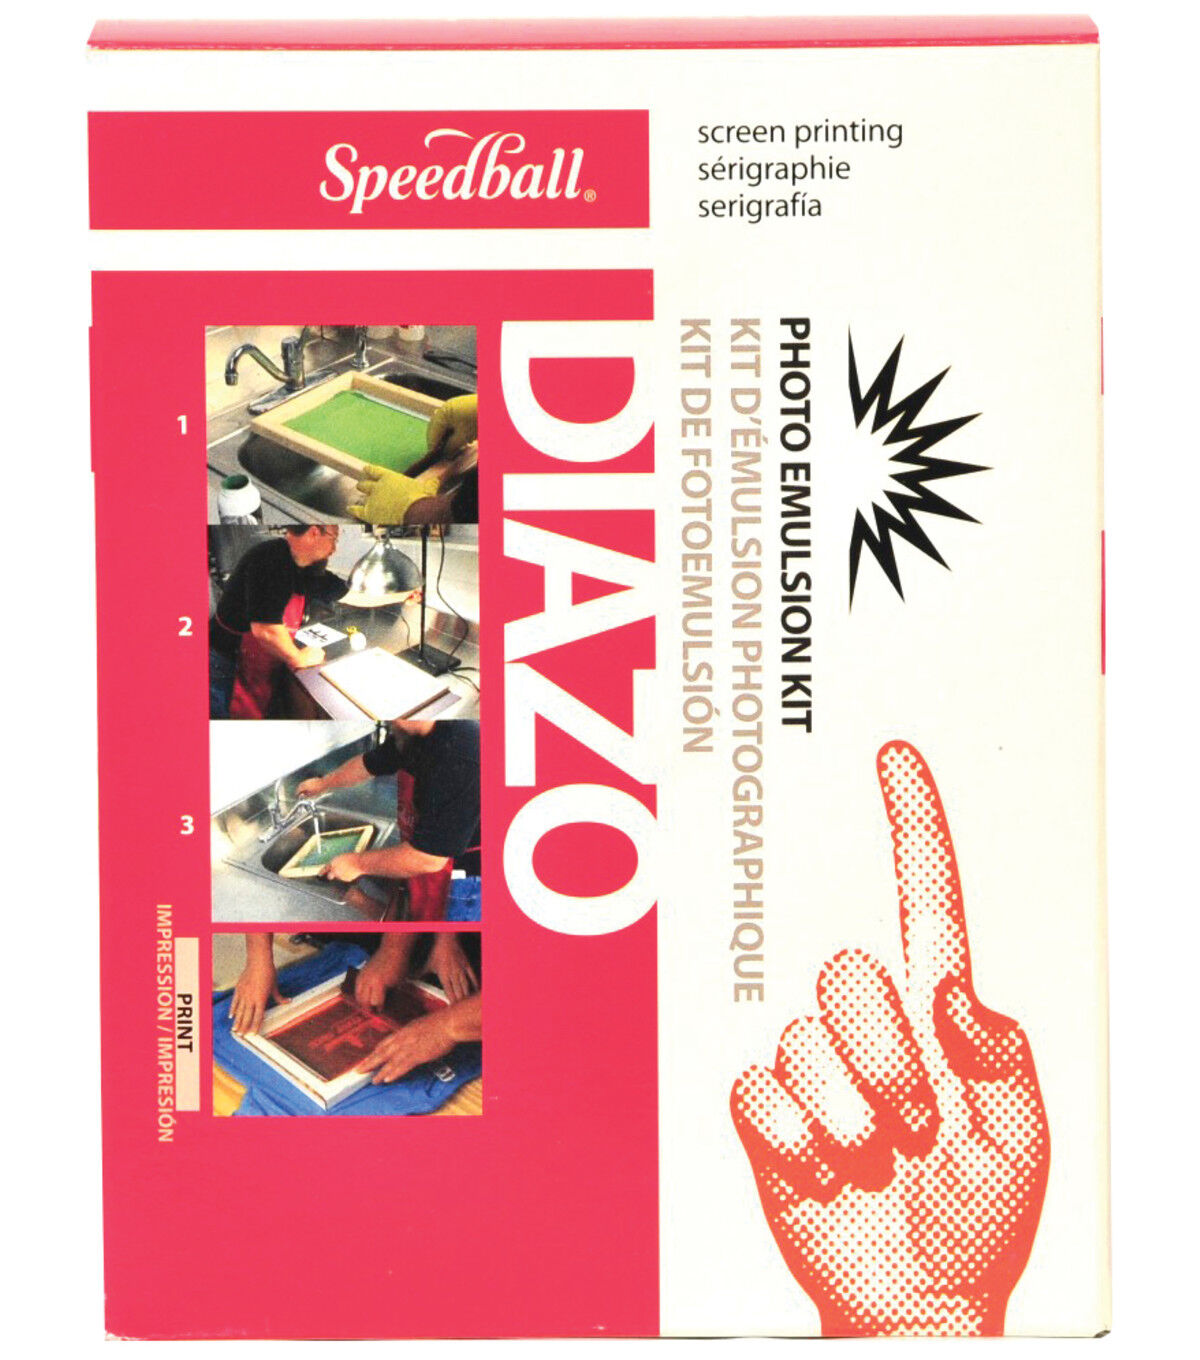 Speedball®
screen printing
sérigraphie
serigrafía
DIAZO
PHOTO EMULSION KIT
KIT D'ÉMULSION PHOTOGRAPHIQUE
KIT DE FOTOEMULSIÓN
1
2
3
PRINT
IMPRESSION / IMPRESIÓN